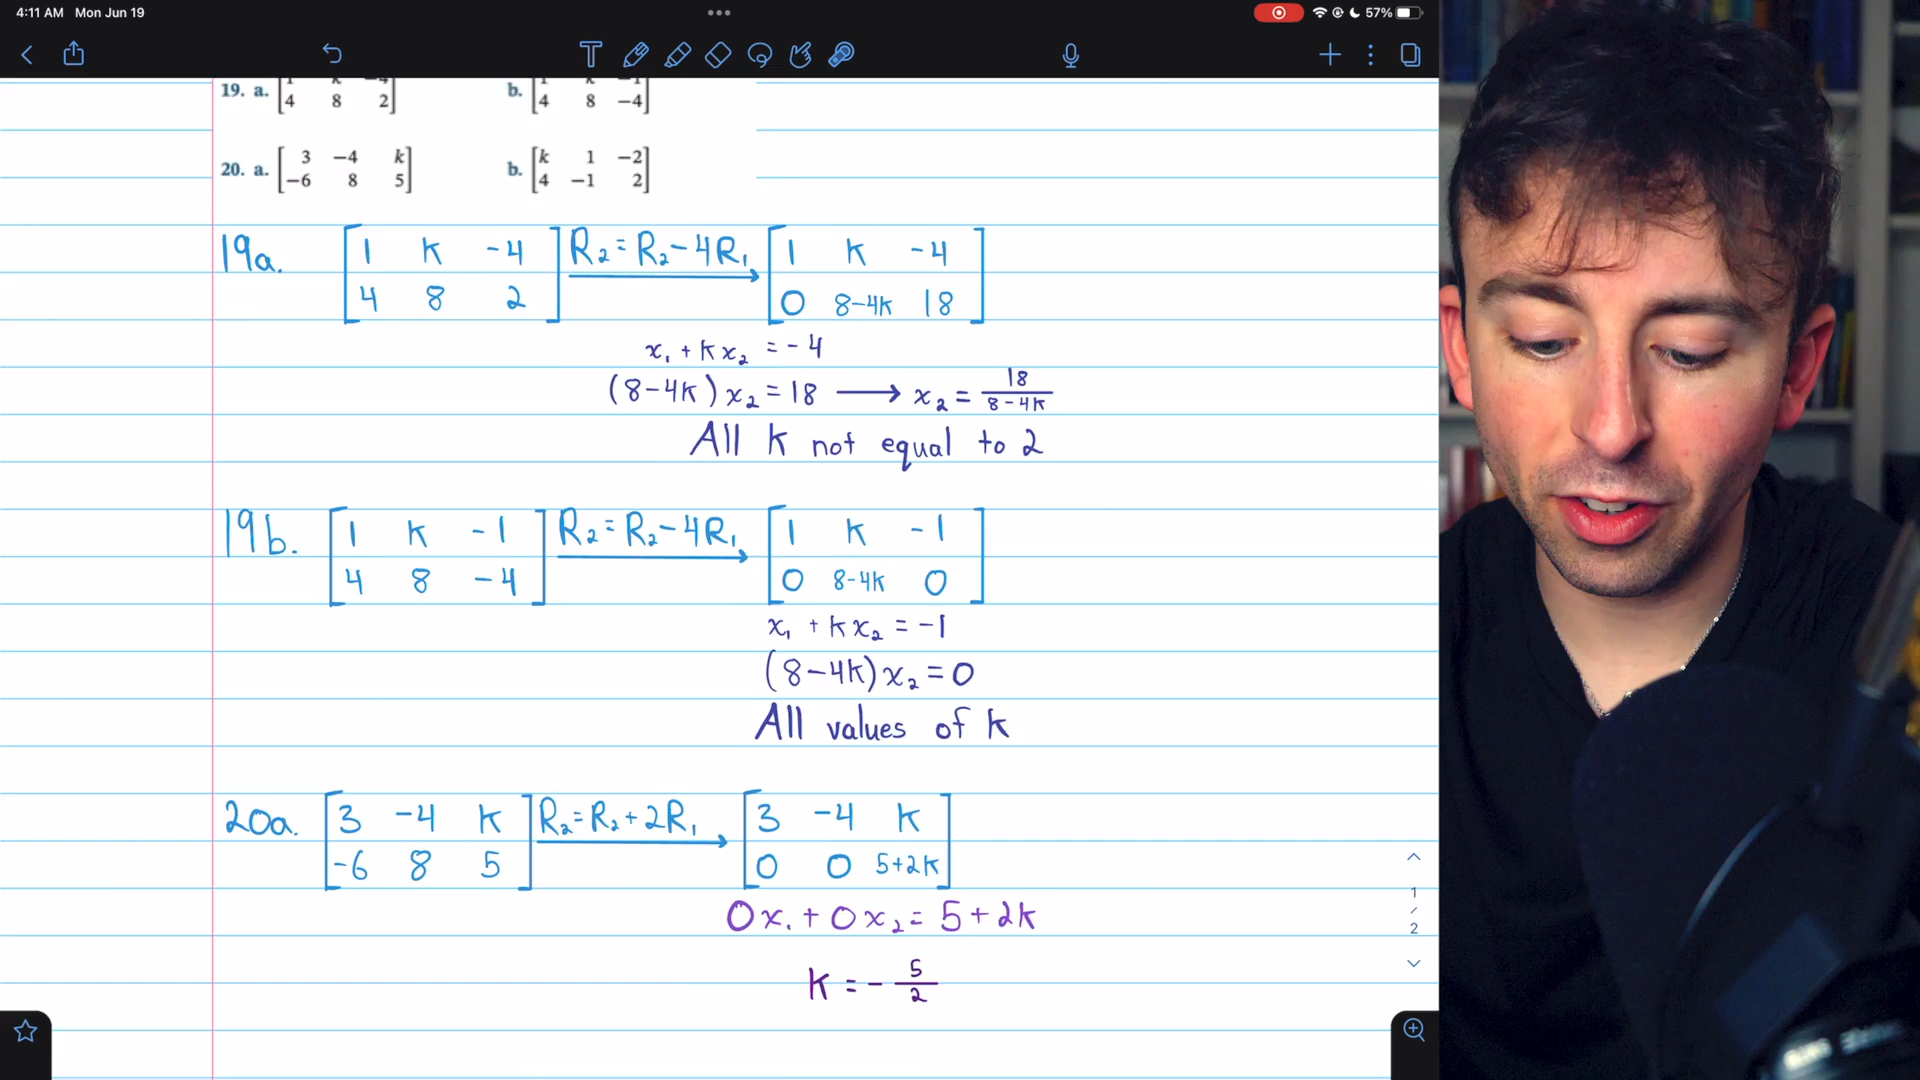 4:11 AM Mon Jun 19
57%
19. a. [1 k −4
4 8 2]
b. [1 k −1
4 8 −4]
20. a. [3 −4 k
−6 8 5]
b. [k 1 −2
4 −1 2]
19a. [1 k -4
4 8 2] R₂=R₂-4R₁ [1 k -4
0 8-4k 18]
x₁ + kx₂ = -4
(8-4k)x₂ = 18 → x₂ = 18/(8-4k)
All k not equal to 2
19b. [1 k -1
4 8 -4] R₂=R₂-4R₁ [1 k -1
0 8-4k 0]
x₁ + kx₂ = -1
(8-4k)x₂ = 0
All values of k
20a. [3 -4 k
-6 8 5] R₂=R₂+2R₁ [3 -4 k
0 0 5+2k]
0x₁ + 0x₂ = 5+2k
k = - 5/2
1
/
2